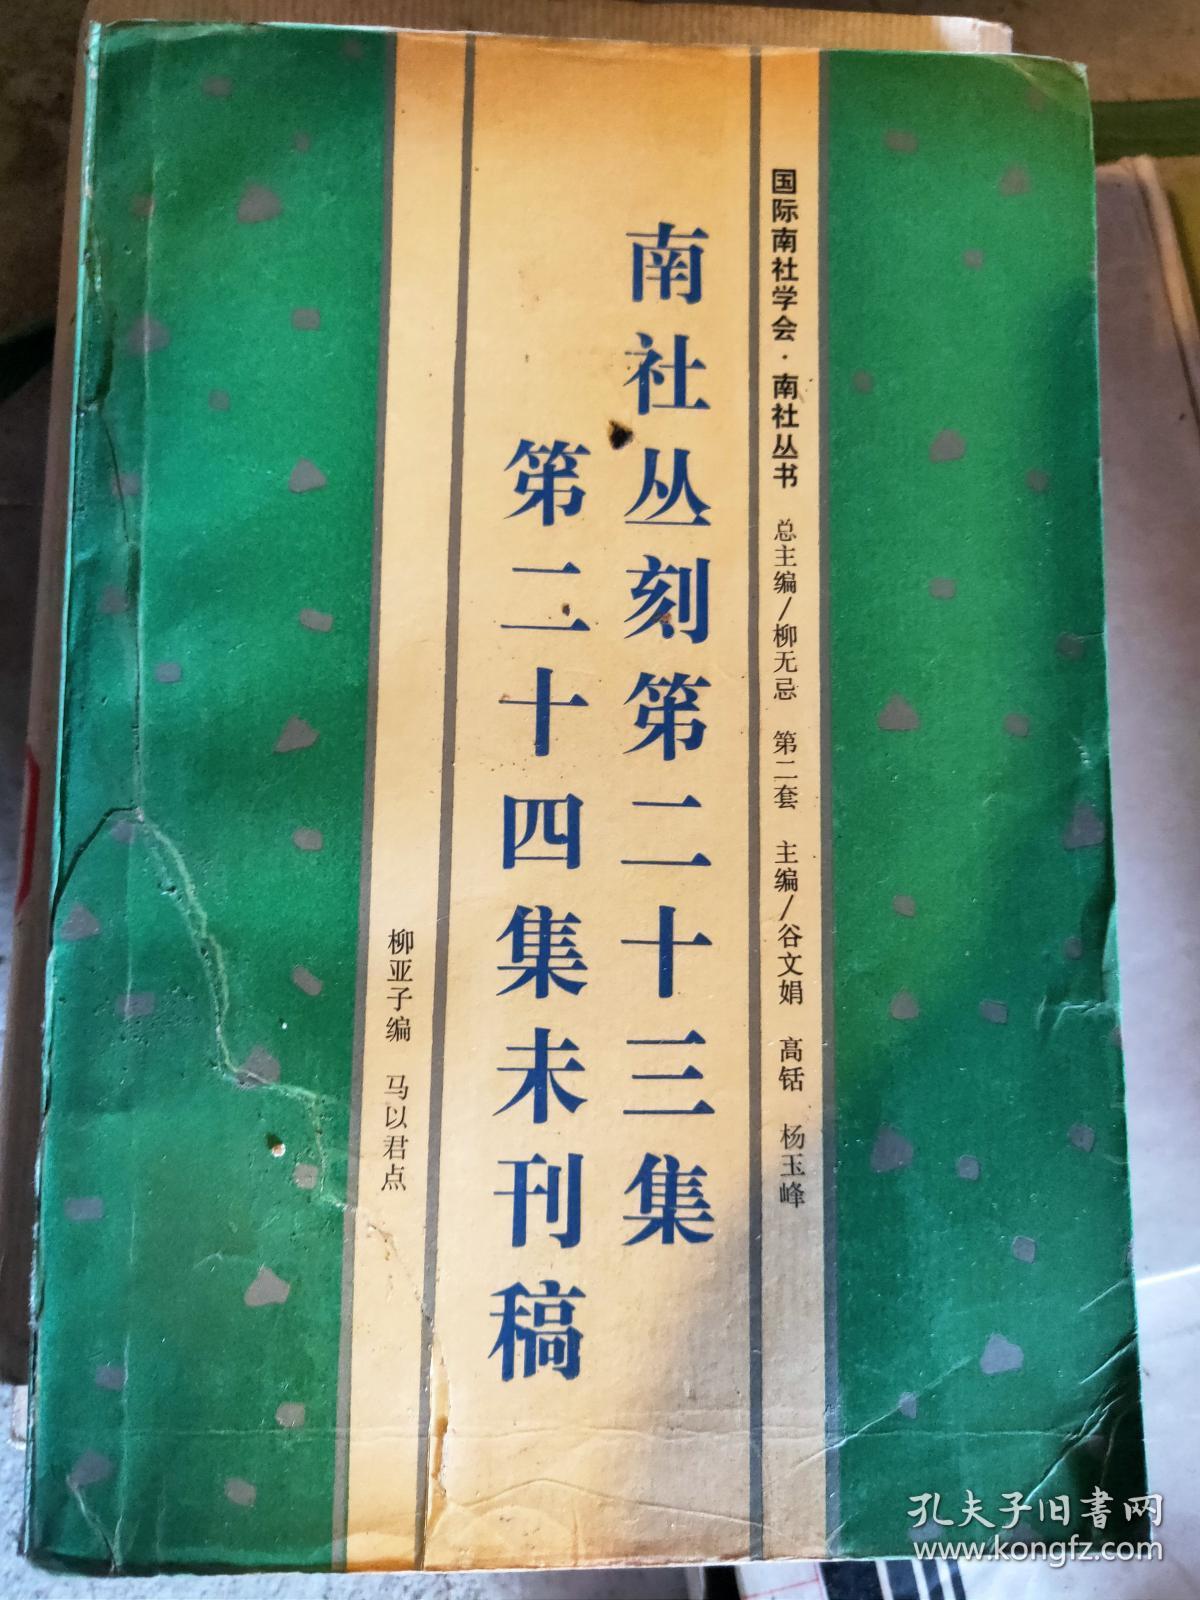 国际南社学会·南社丛书 总主编/柳无忌 第二套 主编/谷文娟 高铦 杨玉峰
南社丛刻第二十三集
第二十四集未刊稿
柳亚子编 马以君点
孔夫子旧书网
www.kongfz.com